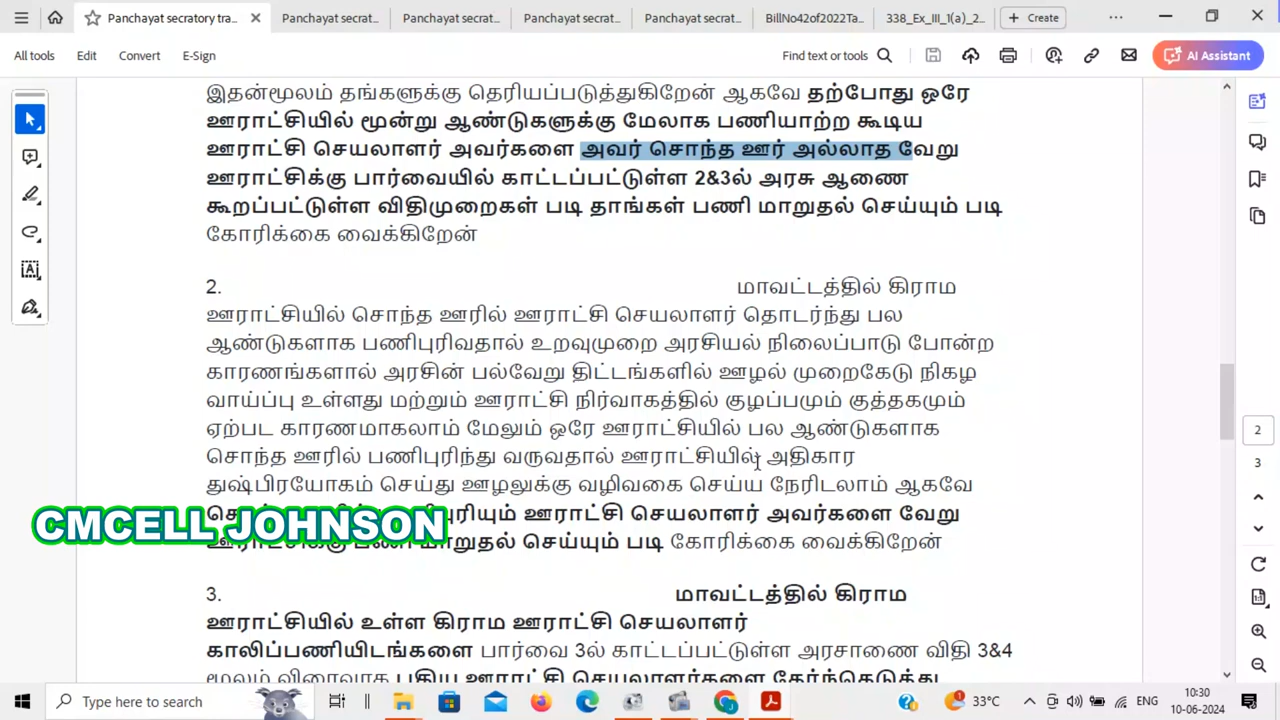 Panchayat secratory tra...
Panchayat secrat...
Panchayat secrat...
Panchayat secrat...
Panchayat secrat...
BillNo42of2022Ta...
338_Ex_III_1(a)_2...
+ Create
All tools Edit Convert E-Sign
Find text or tools
AI Assistant
இதன்மூலம் தங்களுக்கு தெரியப்படுத்துகிறேன் ஆகவே தற்போது ஒரே
ஊராட்சியில் மூன்று ஆண்டுகளுக்கு மேலாக பணியாற்ற கூடிய
ஊராட்சி செயலாளர் அவர்களை அவர் சொந்த ஊர் அல்லாத வேறு
ஊராட்சிக்கு பார்வையில் காட்டப்பட்டுள்ள 2&3ல் அரசு ஆணை
கூறப்பட்டுள்ள விதிமுறைகள் படி தாங்கள் பணி மாறுதல் செய்யும் படி
கோரிக்கை வைக்கிறேன்
2. மாவட்டத்தில் கிராம
ஊராட்சியில் சொந்த ஊரில் ஊராட்சி செயலாளர் தொடர்ந்து பல
ஆண்டுகளாக பணிபுரிவதால் உறவுமுறை அரசியல் நிலைப்பாடு போன்ற
காரணங்களால் அரசின் பல்வேறு திட்டங்களில் ஊழல் முறைகேடு நிகழ
வாய்ப்பு உள்ளது மற்றும் ஊராட்சி நிர்வாகத்தில் குழப்பமும் குத்தகமும்
ஏற்பட காரணமாகலாம் மேலும் ஒரே ஊராட்சியில் பல ஆண்டுகளாக
சொந்த ஊரில் பணிபுரிந்து வருவதால் ஊராட்சியில் அதிகார
துஷ்பிரயோகம் செய்து ஊழலுக்கு வழிவகை செய்ய நேரிடலாம் ஆகவே
ஊராட்சி செயலாளர் அவர்களை வேறு
மாறுதல் செய்யும் படி கோரிக்கை வைக்கிறேன்
CMCELL JOHNSON
3. மாவட்டத்தில் கிராம
ஊராட்சியில் உள்ள கிராம ஊராட்சி செயலாளர்
காலிப்பணியிடங்களை பார்வை 3ல் காட்டப்பட்டுள்ள அரசாணை விதி 3&4
மூலம் விரைவாக புதிய ஊராட்சி செயலாளர்களை தேர்ந்தெடுத்து
2
3
Type here to search
33°C
ENG
10:30
10-06-2024